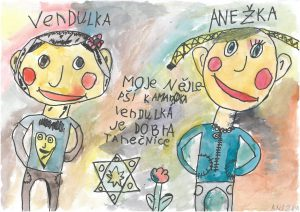 VENDULKA
ANEŽKA
MOJE NEJLE
PŠÍ KAMARÁDKA
VENDULKA
JE DOBRÁ
TANEČNICE